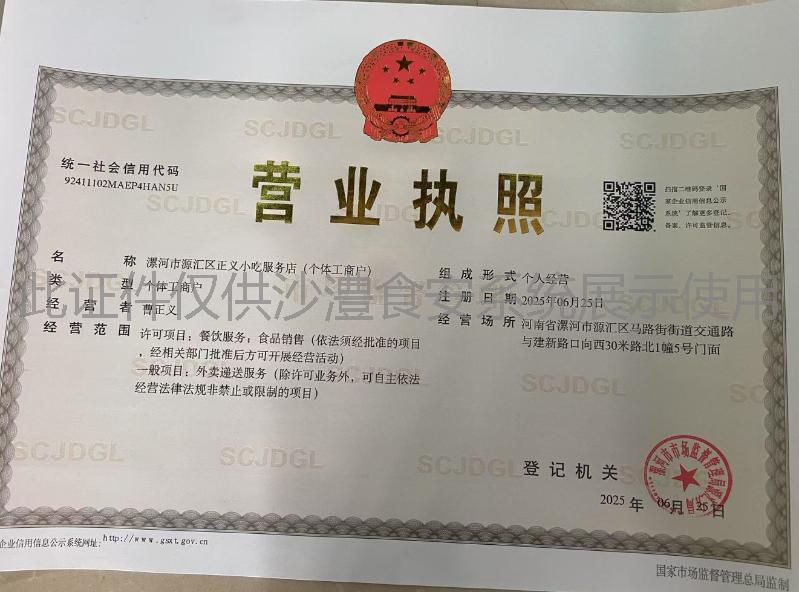 统一社会信用代码
92411102MAEP4HAN5U
营业执照
扫描二维码登录‘国
家企业信用信息公示
系统’了解更多登记、
备案、许可监管信息。
名称 漯河市源汇区正义小吃服务店（个体工商户）
类型 个体工商户
经营者 曹正义
经营范围 许可项目：餐饮服务；食品销售（依法须经批准的项目
，经相关部门批准后方可开展经营活动）
一般项目：外卖递送服务（除许可业务外，可自主依法
经营法律法规非禁止或限制的项目）
组成形式 个人经营
注册日期 2025年06月25日
经营场所 河南省漯河市源汇区马路街街道交通路
与建新路口向西30米路北1幢5号门面
此证件仅供沙澧食安系统展示使用
SCJDGL
SCJDGL
SCJDGL
SCJDGL
SCJDGL
SCJDGL
SCJDGL
SCJDGL
SCJDGL
登记机关
2025年06月25日
企业信用信息公示系统网址：http://www.gsxt.gov.cn
国家市场监督管理总局监制